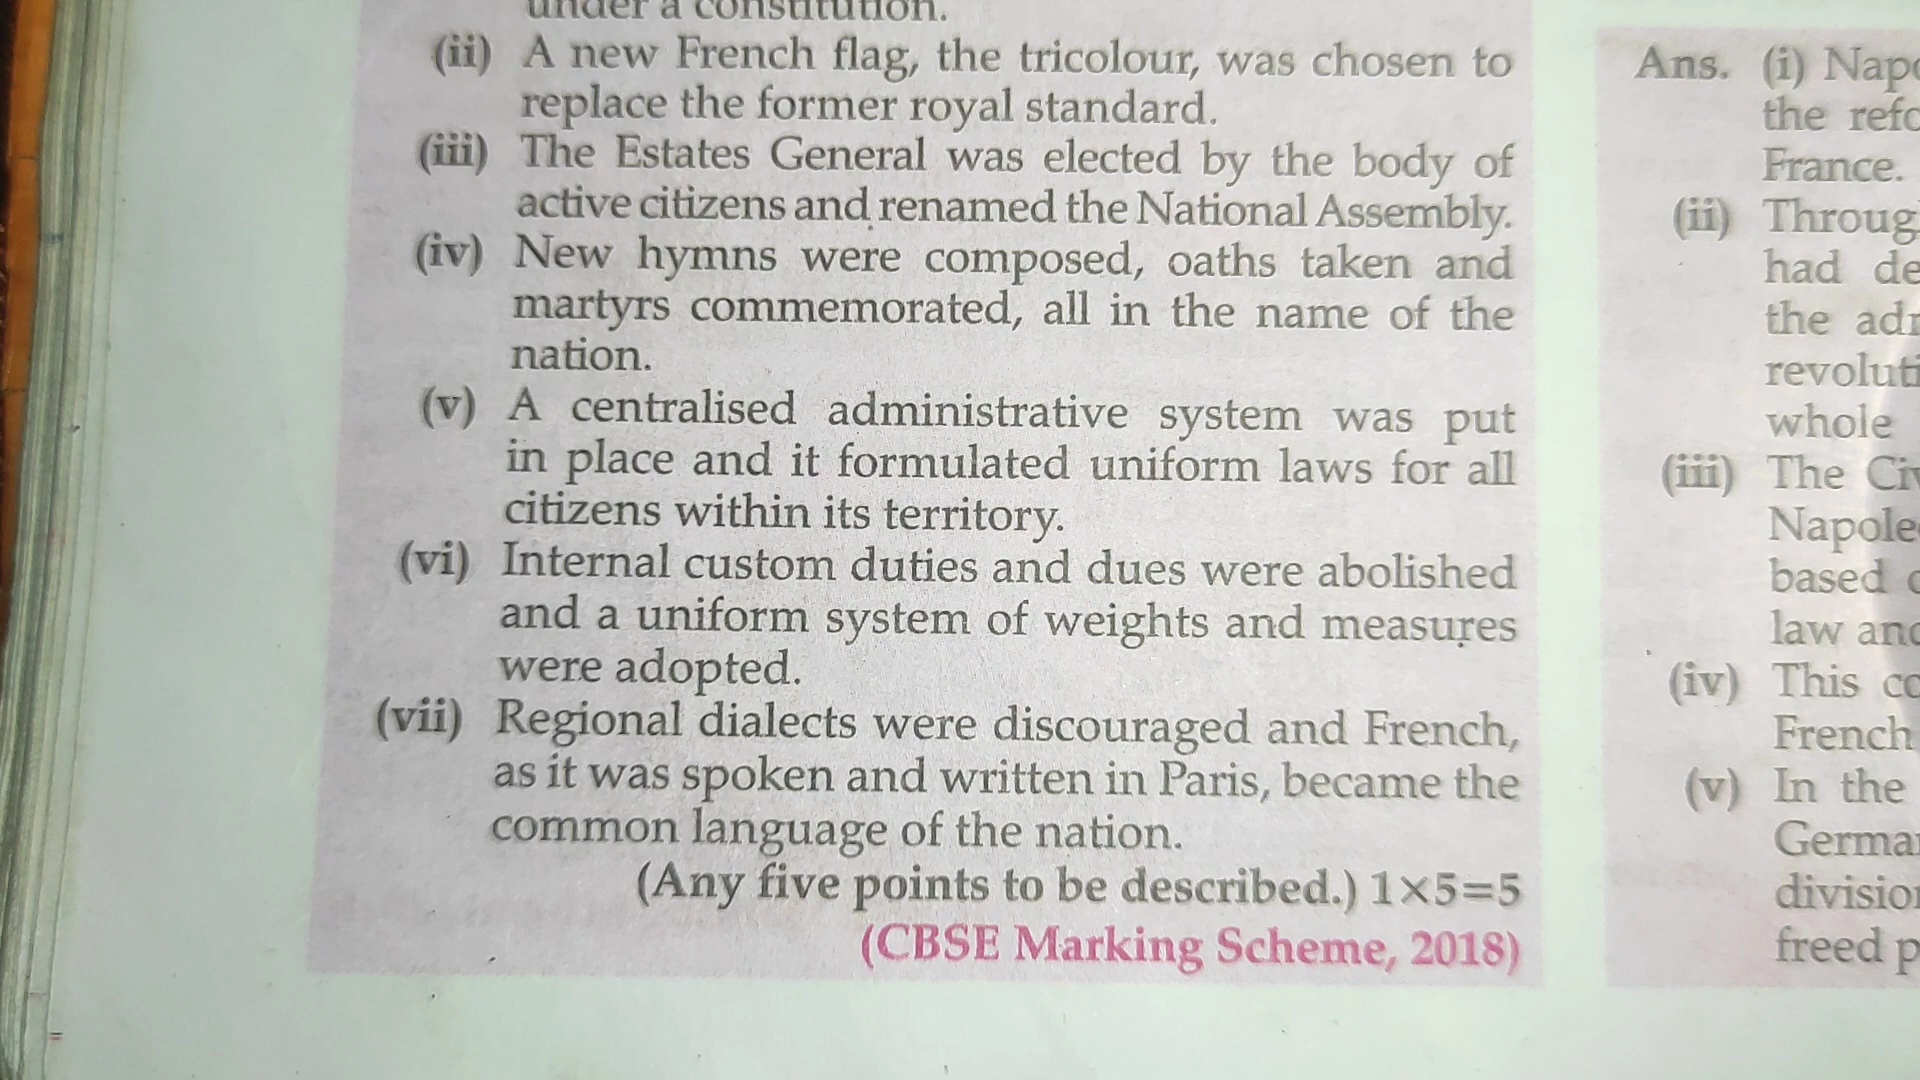 under a constitution.
(ii) A new French flag, the tricolour, was chosen to
replace the former royal standard.
(iii) The Estates General was elected by the body of
active citizens and renamed the National Assembly.
(iv) New hymns were composed, oaths taken and
martyrs commemorated, all in the name of the
nation.
(v) A centralised administrative system was put
in place and it formulated uniform laws for all
citizens within its territory.
(vi) Internal custom duties and dues were abolished
and a uniform system of weights and measures
were adopted.
(vii) Regional dialects were discouraged and French,
as it was spoken and written in Paris, became the
common language of the nation.
(Any five points to be described.) 1×5=5
(CBSE Marking Scheme, 2018)
Ans. (i)
the
France.
(ii)
had
the
whole
(iii) The
based
law
(iv) This
French
(v) In the
freed